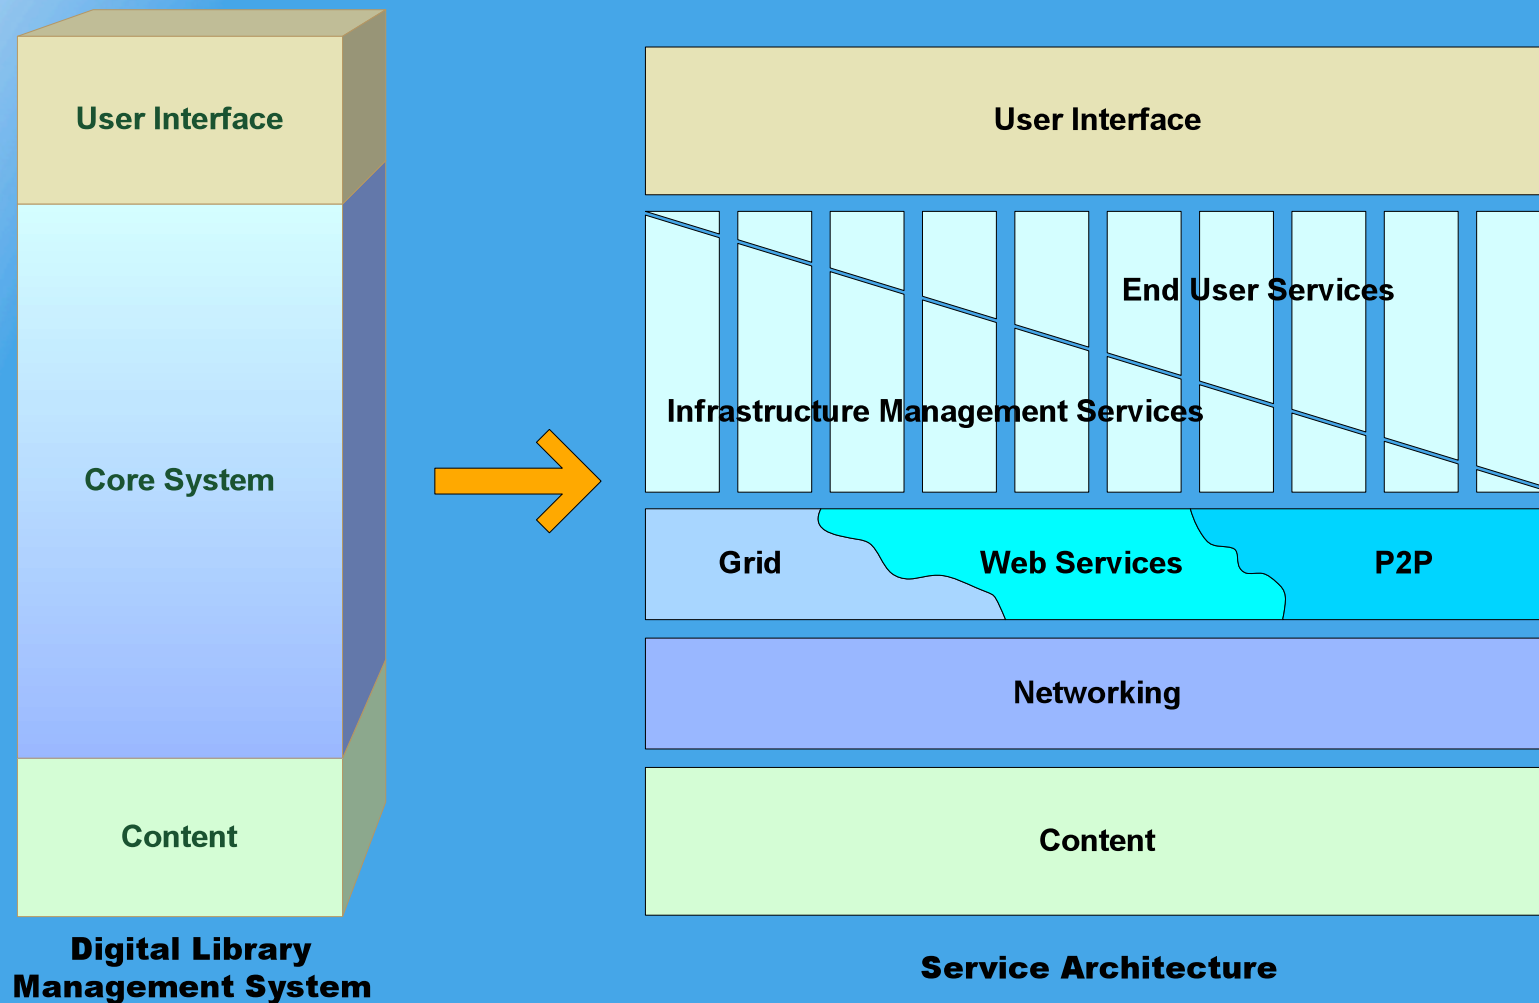 User Interface
Core System
Content
Digital Library
Management System
User Interface
End User Services
Infrastructure Management Services
Grid
Web Services
P2P
Networking
Content
Service Architecture